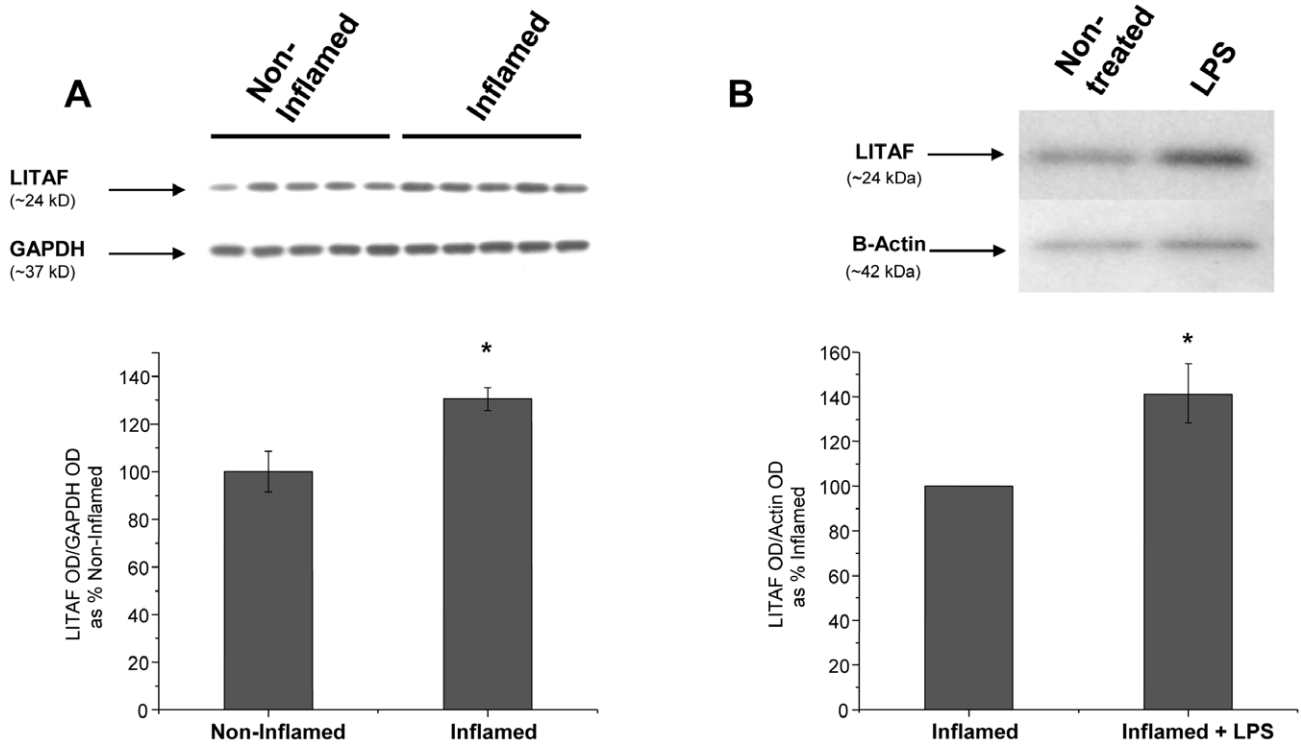 A
Non-
Inflamed
Inflamed
LITAF
(~24 kD)
GAPDH
(~37 kD)
LITAF OD/GAPDH OD
as % Non-Inflamed
140
120
100
80
60
40
20
0
*
Non-Inflamed
Inflamed
B
Non-
treated
LPS
LITAF
(~24 kDa)
B-Actin
(~42 kDa)
LITAF OD/Actin OD
as % Inflamed
160
140
120
100
80
60
40
20
0
*
Inflamed
Inflamed + LPS